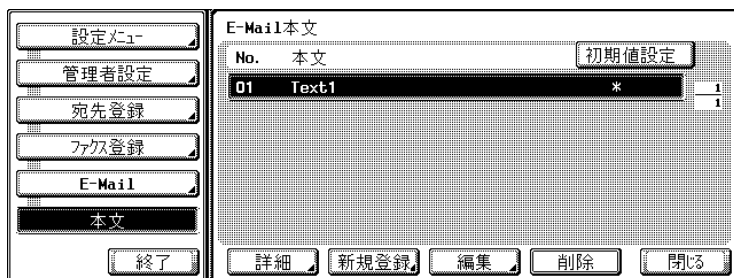 設定メニュー
管理者設定
宛先登録
ファクス登録
E-Mail
本文
終了
E-Mail本文
No. 本文 初期値設定
01 Text1 *
1
1
詳細 新規登録 編集 削除 閉じる